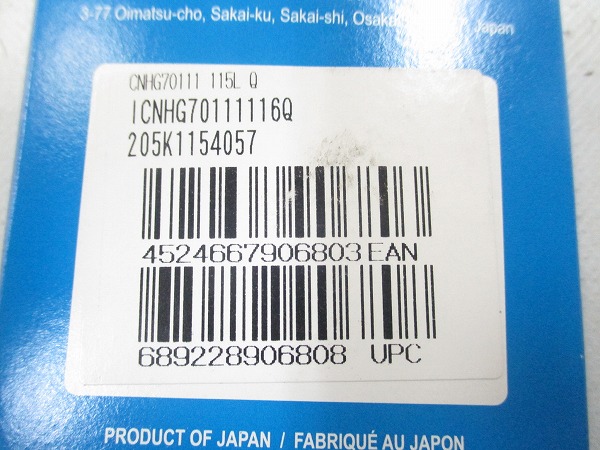 3-77 Oimatsu-cho, Sakai-ku, Sakai-shi, Japan
CNHG70111 115L Q
ICNHG70111116Q
205K1154057
4524667906803 EAN
689228906808 UPC
PRODUCT OF JAPAN / FABRIQUÉ AU JAPON